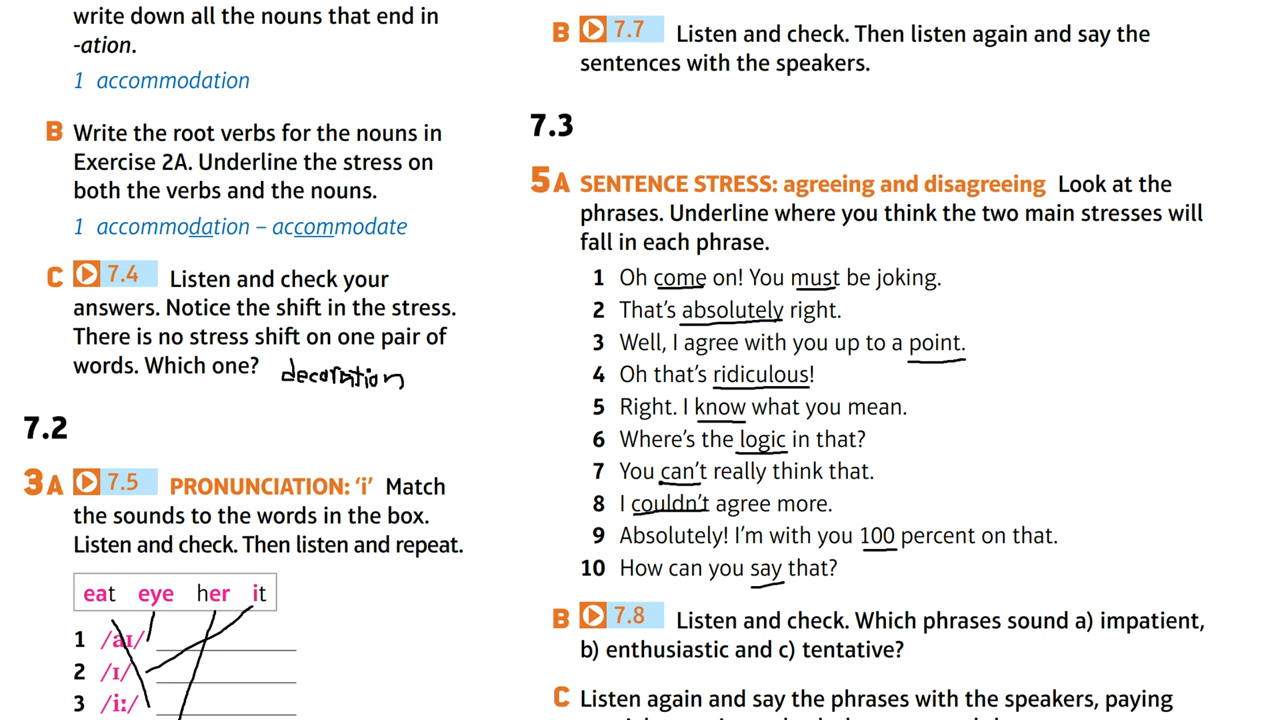 write down all the nouns that end in
-ation.
1 accommodation
B Write the root verbs for the nouns in
Exercise 2A. Underline the stress on
both the verbs and the nouns.
1 accommodation – accommodate
C 7.4 Listen and check your
answers. Notice the shift in the stress.
There is no stress shift on one pair of
words. Which one? decoration
7.2
3A 7.5 PRONUNCIATION: ‘i’ Match
the sounds to the words in the box.
Listen and check. Then listen and repeat.
eat eye her it
1 /aɪ/
2 /ɪ/
3 /iː/
B 7.7 Listen and check. Then listen again and say the
sentences with the speakers.
7.3
5A SENTENCE STRESS: agreeing and disagreeing Look at the
phrases. Underline where you think the two main stresses will
fall in each phrase.
1 Oh come on! You must be joking.
2 That’s absolutely right.
3 Well, I agree with you up to a point.
4 Oh that’s ridiculous!
5 Right. I know what you mean.
6 Where’s the logic in that?
7 You can’t really think that.
8 I couldn’t agree more.
9 Absolutely! I’m with you 100 percent on that.
10 How can you say that?
B 7.8 Listen and check. Which phrases sound a) impatient,
b) enthusiastic and c) tentative?
C Listen again and say the phrases with the speakers, paying